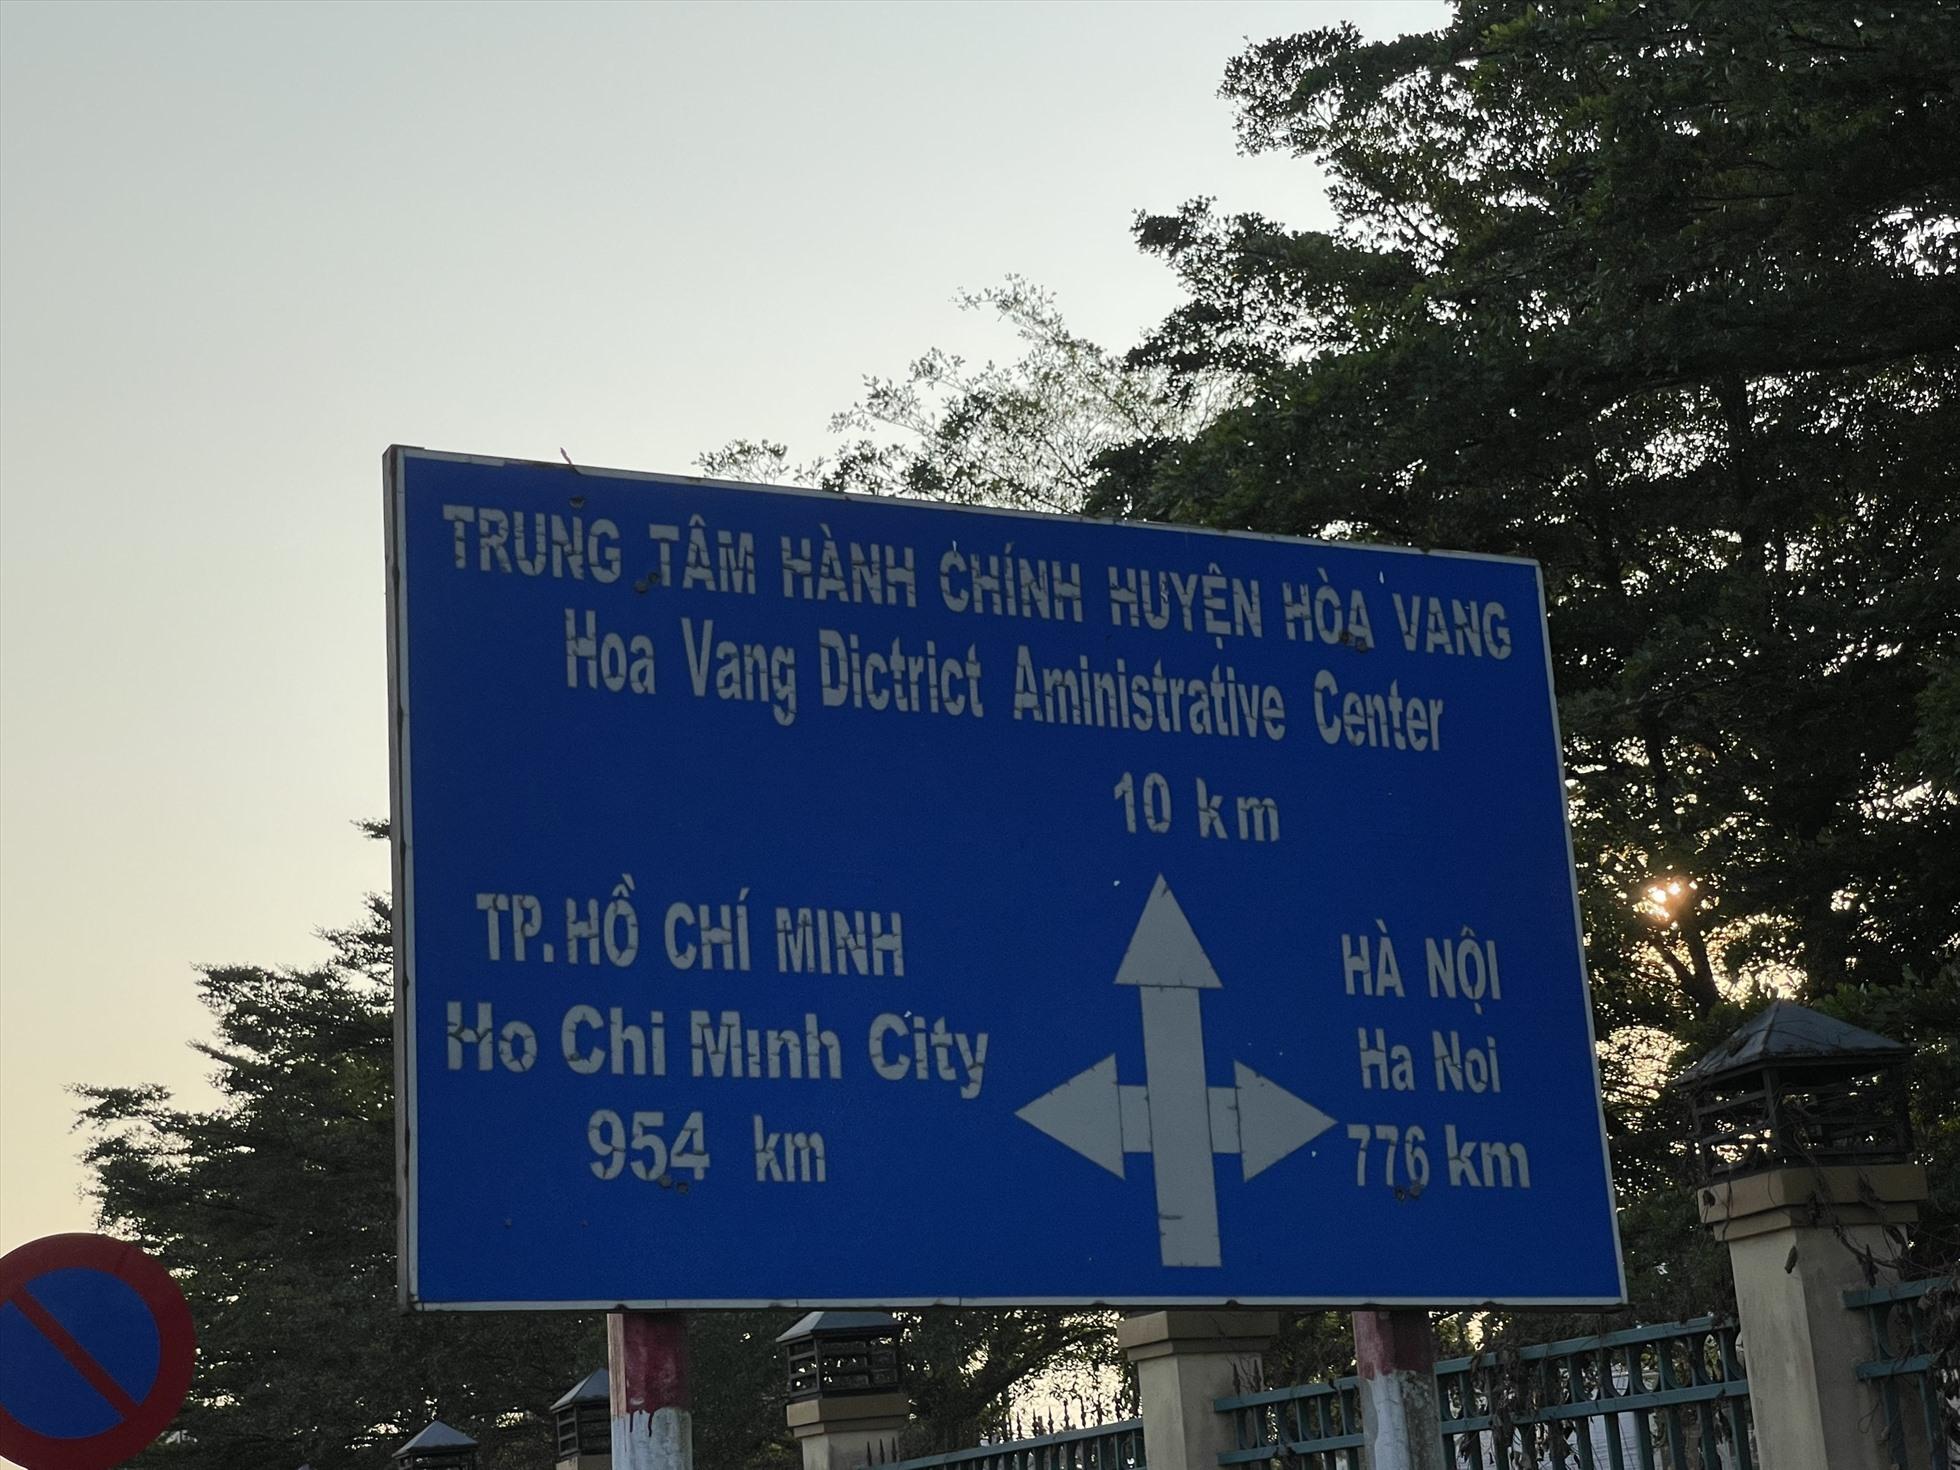 TRUNG TÂM HÀNH CHÍNH HUYỆN HÒA VANG
Hoa Vang Dictrict Aministrative Center
10 km
TP. HỒ CHÍ MINH
Ho Chi Minh City
954 km
HÀ NỘI
Ha Noi
776 km